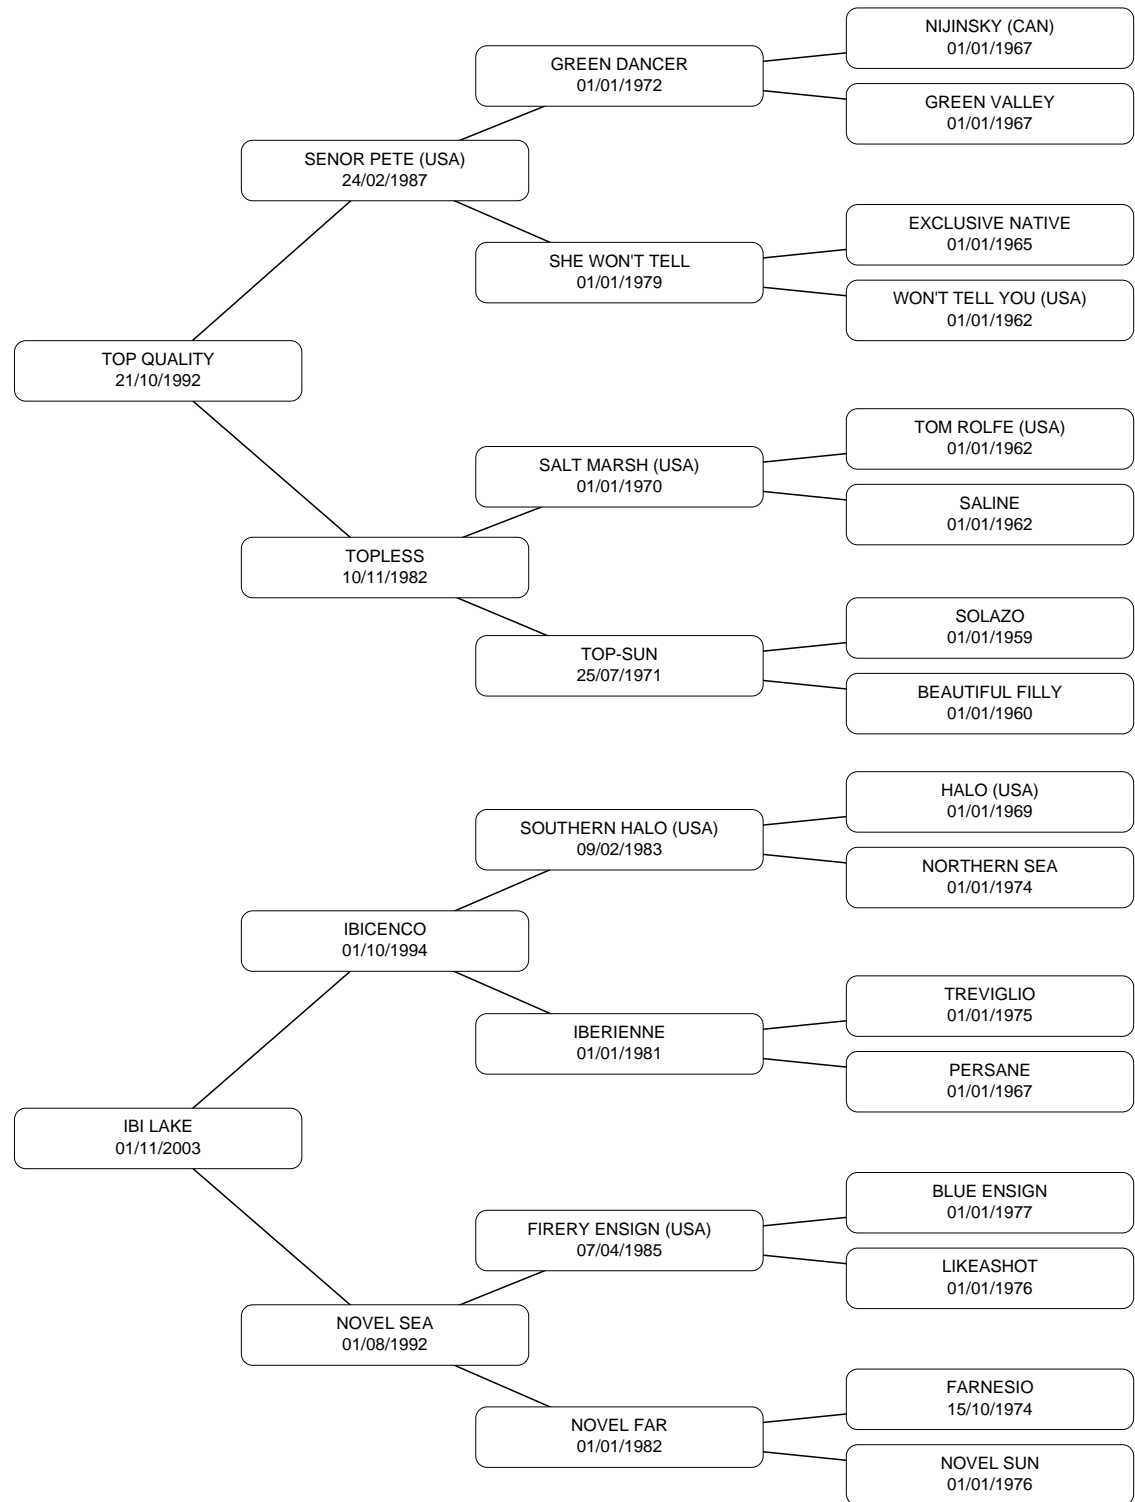 NIJINSKY (CAN)
01/01/1967
GREEN DANCER
01/01/1972
GREEN VALLEY
01/01/1967
SENOR PETE (USA)
24/02/1987
EXCLUSIVE NATIVE
01/01/1965
SHE WON'T TELL
01/01/1979
WON'T TELL YOU (USA)
01/01/1962
TOP QUALITY
21/10/1992
TOM ROLFE (USA)
01/01/1962
SALT MARSH (USA)
01/01/1970
SALINE
01/01/1962
TOPLESS
10/11/1982
SOLAZO
01/01/1959
TOP-SUN
25/07/1971
BEAUTIFUL FILLY
01/01/1960
HALO (USA)
01/01/1969
SOUTHERN HALO (USA)
09/02/1983
NORTHERN SEA
01/01/1974
IBICENCO
01/10/1994
TREVIGLIO
01/01/1975
IBERIENNE
01/01/1981
PERSANE
01/01/1967
IBI LAKE
01/11/2003
BLUE ENSIGN
01/01/1977
FIRERY ENSIGN (USA)
07/04/1985
LIKEASHOT
01/01/1976
NOVEL SEA
01/08/1992
FARNESIO
15/10/1974
NOVEL FAR
01/01/1982
NOVEL SUN
01/01/1976